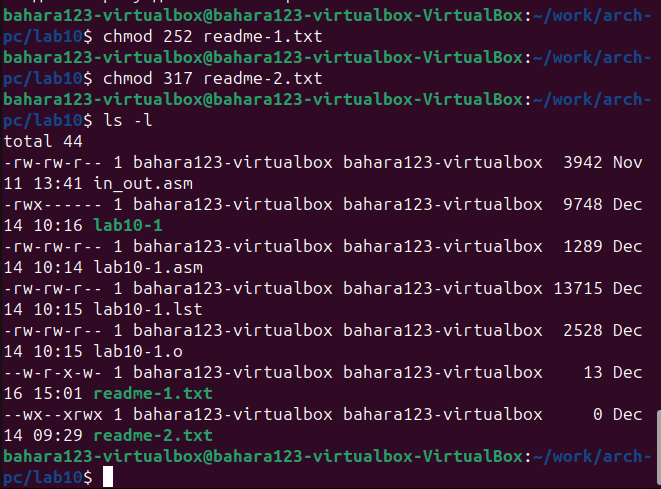 bahara123-virtualbox@bahara123-virtualbox-VirtualBox:~/work/arch-
pc/lab10$ chmod 252 readme-1.txt
bahara123-virtualbox@bahara123-virtualbox-VirtualBox:~/work/arch-
pc/lab10$ chmod 317 readme-2.txt
bahara123-virtualbox@bahara123-virtualbox-VirtualBox:~/work/arch-
pc/lab10$ ls -l
total 44
-rw-rw-r-- 1 bahara123-virtualbox bahara123-virtualbox  3942 Nov
11 13:41 in_out.asm
-rwx------ 1 bahara123-virtualbox bahara123-virtualbox  9748 Dec
14 10:16 lab10-1
-rw-rw-r-- 1 bahara123-virtualbox bahara123-virtualbox  1289 Dec
14 10:14 lab10-1.asm
-rw-rw-r-- 1 bahara123-virtualbox bahara123-virtualbox 13715 Dec
14 10:15 lab10-1.lst
-rw-rw-r-- 1 bahara123-virtualbox bahara123-virtualbox  2528 Dec
14 10:15 lab10-1.o
--w-r-x-w- 1 bahara123-virtualbox bahara123-virtualbox    13 Dec
16 15:01 readme-1.txt
--wx--xrwx 1 bahara123-virtualbox bahara123-virtualbox     0 Dec
14 09:29 readme-2.txt
bahara123-virtualbox@bahara123-virtualbox-VirtualBox:~/work/arch-
pc/lab10$